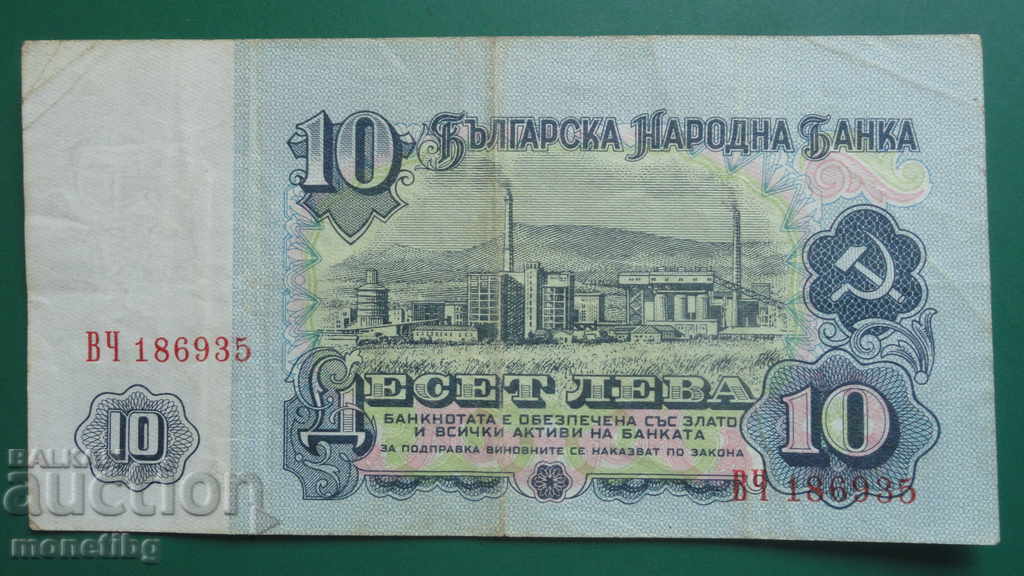 10 БЪЛГАРСКА НАРОДНА БАНКА
ВЧ 186935
ДЕСЕТ ЛЕВА
БАНКНОТАТА Е ОБЕЗПЕЧЕНА СЪС ЗЛАТО
И ВСИЧКИ АКТИВИ НА БАНКАТА
ЗА ПОДПРАВКА ВИНОВНИТЕ СЕ НАКАЗВАТ ПО ЗАКОНА
10
10
ВЧ 186935
BALKAN
auction
monetibg